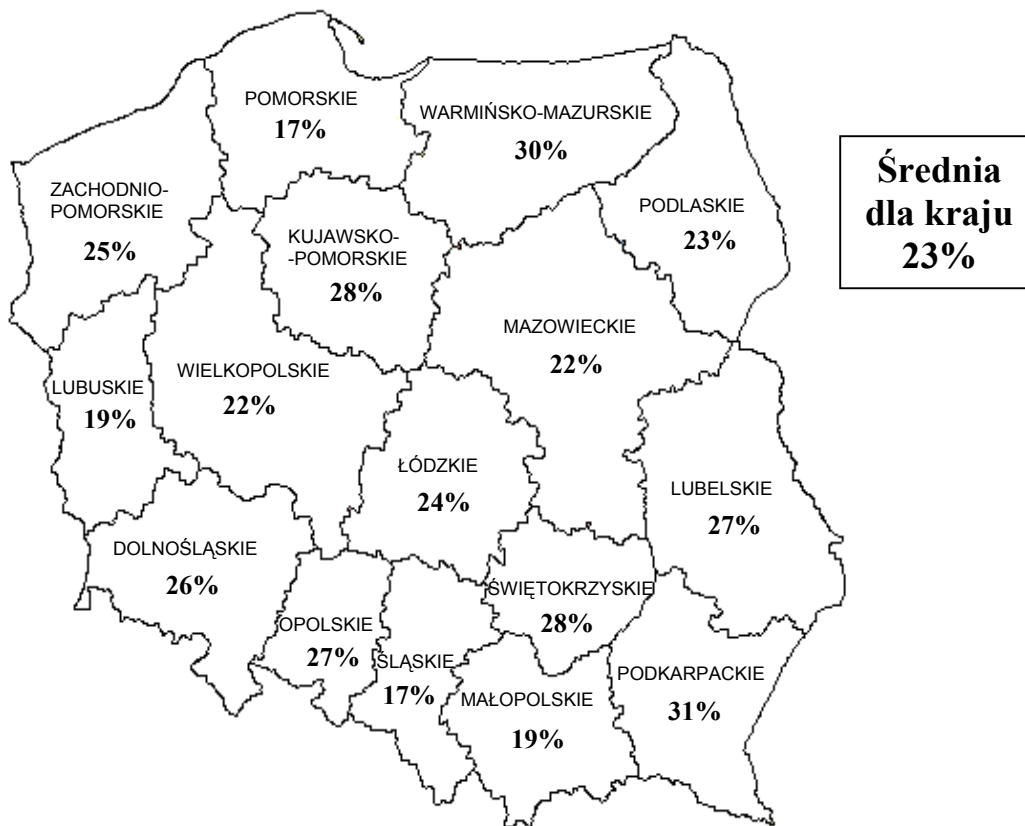 POMORSKIE
17%
WARMIŃSKO-MAZURSKIE
30%
ZACHODNIO-
POMORSKIE
25%
KUJAWSKO-
-POMORSKIE
28%
PODLASKIE
23%
Średnia
dla kraju
23%
MAZOWIECKIE
22%
WIELKOPOLSKIE
22%
LUBUSKIE
19%
ŁÓDZKIE
24%
LUBELSKIE
27%
DOLNOŚLĄSKIE
26%
ŚWIĘTOKRZYSKIE
28%
OPOLSKIE
27%
ŚLĄSKIE
17%
MAŁOPOLSKIE
19%
PODKARPACKIE
31%